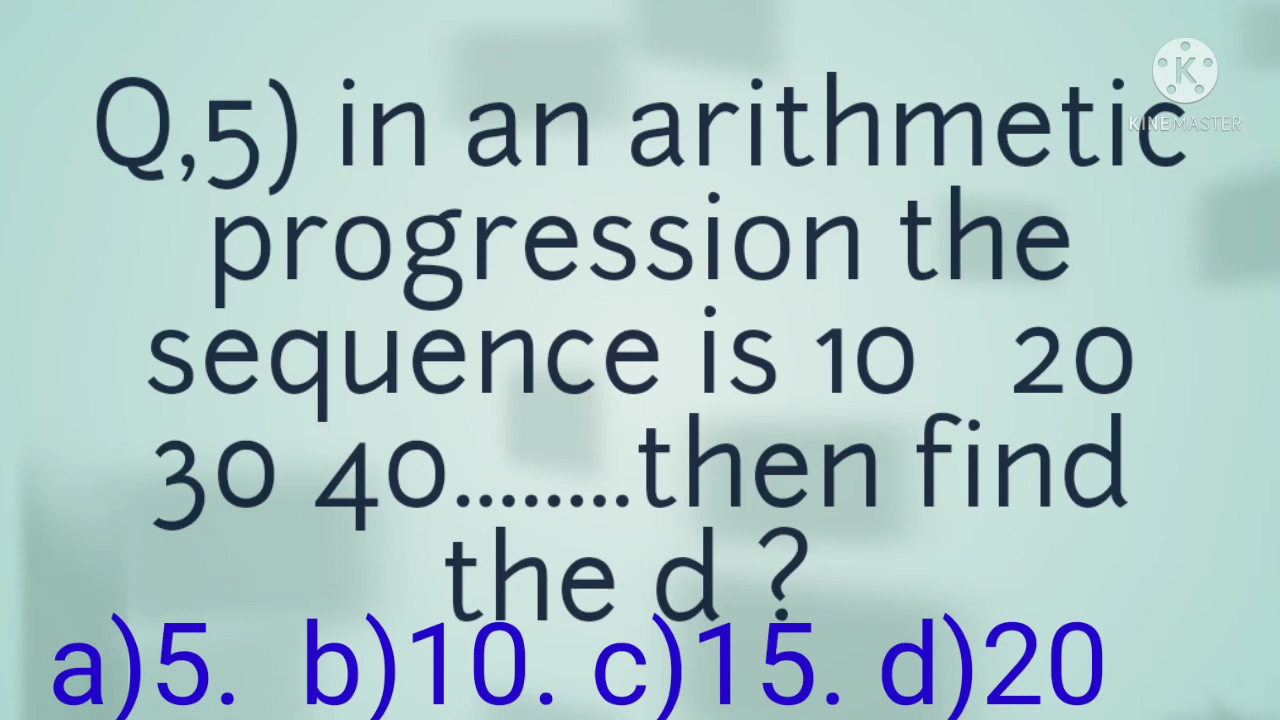 Q,5) in an arithmetic
KINEMASTER
progression the
sequence is 10 20
30 40........then find
the d ?
a)5. b)10. c)15. d)20